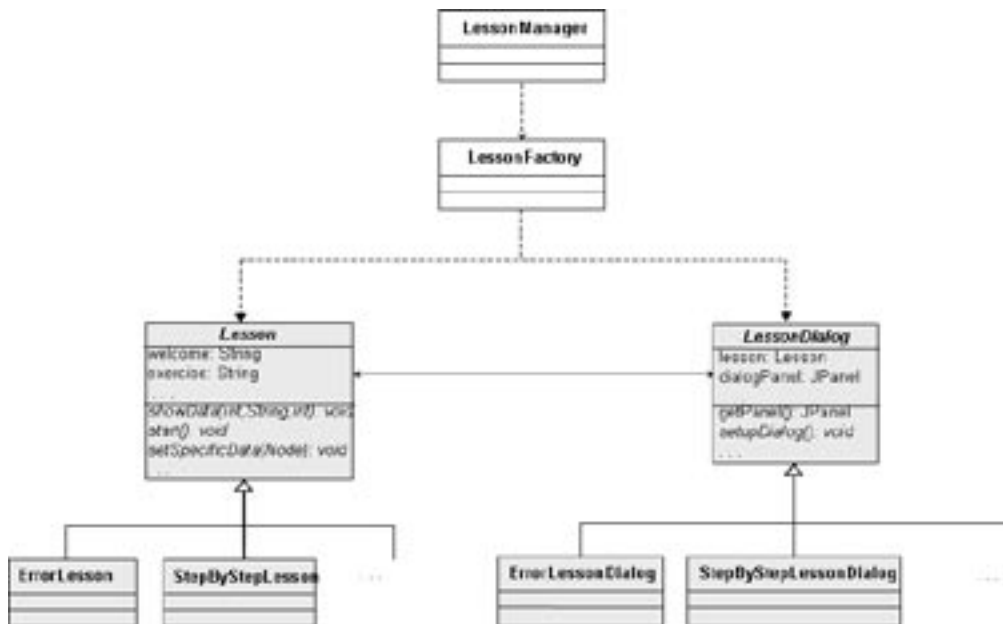 LessonManager
LessonFactory
Lesson
welcome: String
exercise: String
. . .
showData(int,String,int): void
start(): void
setSpecificData(Node): void
. . .
LessonDialog
lesson: Lesson
dialogPanel: JPanel
getPanel(): JPanel
setupDialog(): void
. . .
ErrorLesson
StepByStepLesson
. . .
ErrorLessonDialog
StepByStepLessonDialog
. . .